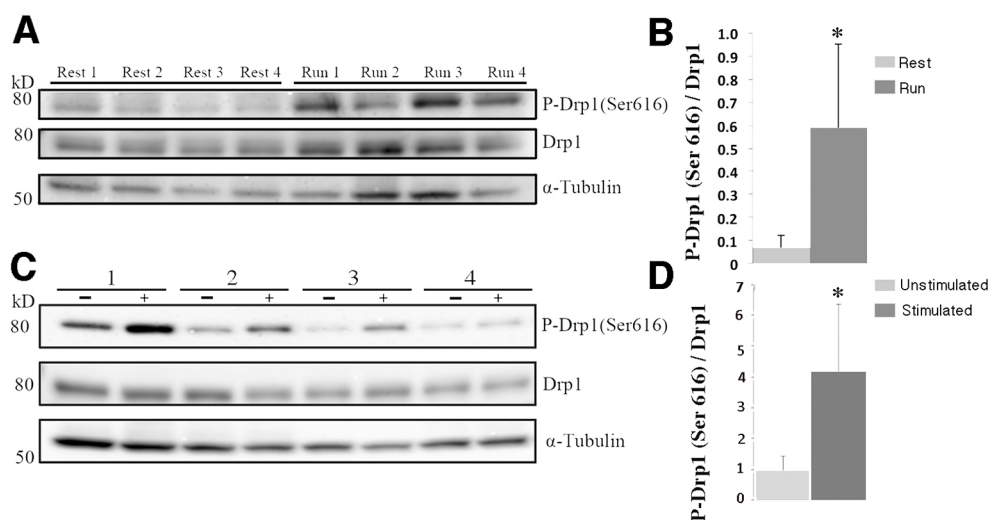 A
Rest 1 Rest 2 Rest 3 Rest 4 Run 1 Run 2 Run 3 Run 4
kD
80 P-Drp1(Ser616)
80 Drp1
50 α-Tubulin
B
P-Drp1 (Ser 616) / Drp1
*
1.0
0.9
0.8
0.7
0.6
0.5
0.4
0.3
0.2
0.1
0
Rest
Run
C
1 2 3 4
kD - + - + - + - +
80 P-Drp1(Ser616)
80 Drp1
50 α-Tubulin
D
P-Drp1 (Ser 616) / Drp1
*
7
6
5
4
3
2
1
0
Unstimulated
Stimulated